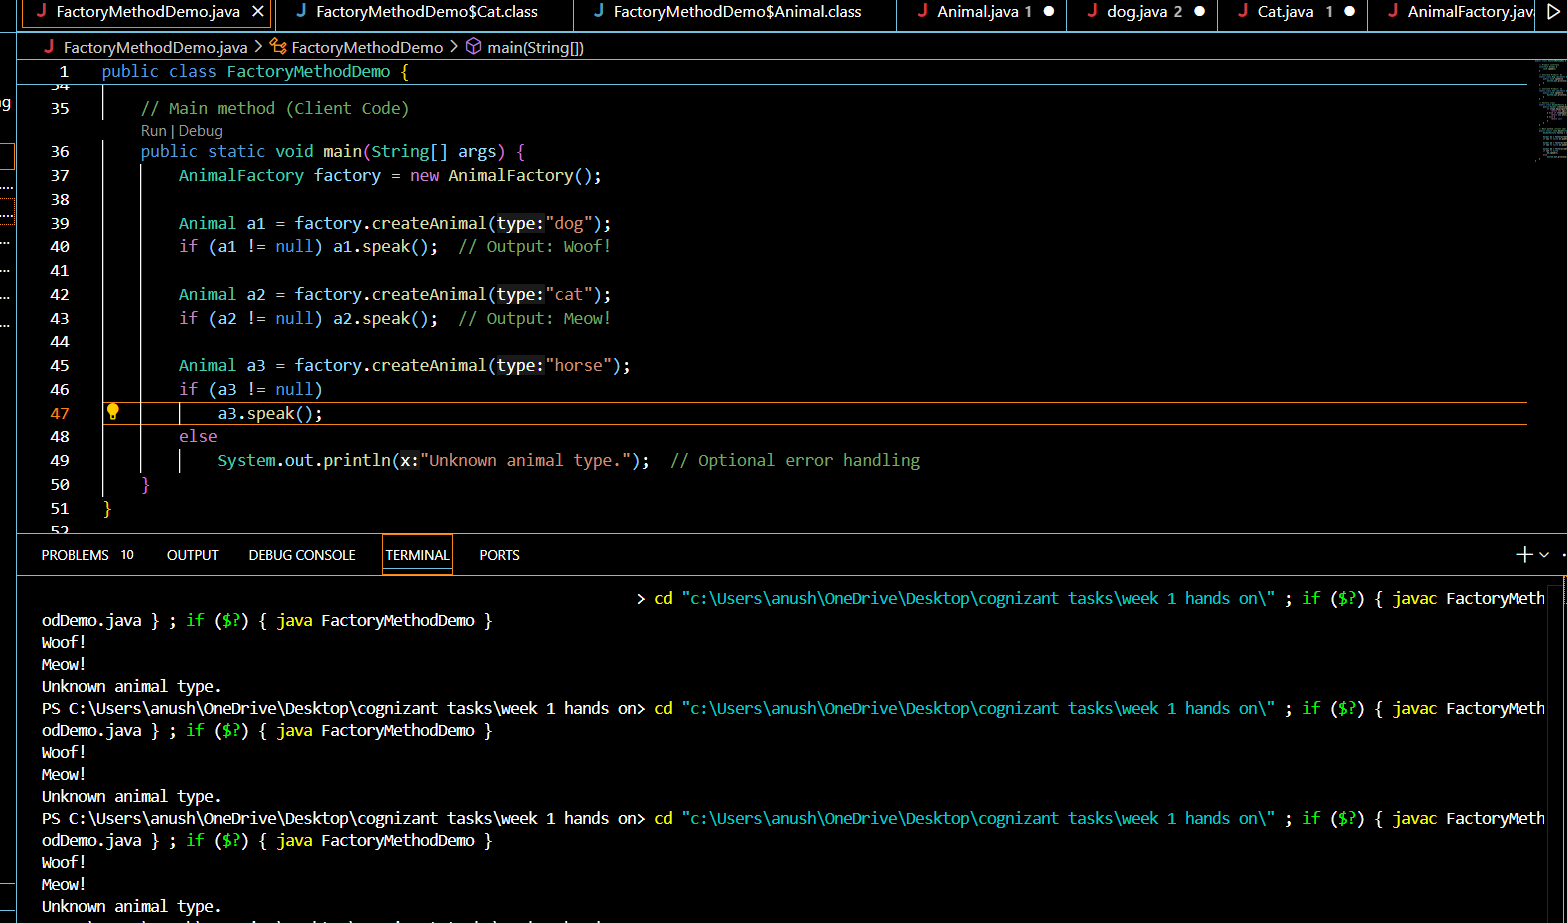 FactoryMethodDemo.java FactoryMethodDemo$Cat.class FactoryMethodDemo$Animal.class Animal.java 1 dog.java 2 Cat.java 1 AnimalFactory.jav
FactoryMethodDemo.java > FactoryMethodDemo > main(String[])
1 public class FactoryMethodDemo {
35 // Main method (Client Code)
Run | Debug
36 public static void main(String[] args) {
37 AnimalFactory factory = new AnimalFactory();
38
39 Animal a1 = factory.createAnimal(type:"dog");
40 if (a1 != null) a1.speak();  // Output: Woof!
41
42 Animal a2 = factory.createAnimal(type:"cat");
43 if (a2 != null) a2.speak();  // Output: Meow!
44
45 Animal a3 = factory.createAnimal(type:"horse");
46 if (a3 != null)
47 a3.speak();
48 else
49 System.out.println(x:"Unknown animal type.");  // Optional error handling
50 }
51 }
52
PROBLEMS 10 OUTPUT DEBUG CONSOLE TERMINAL PORTS
> cd "c:\Users\anush\OneDrive\Desktop\cognizant tasks\week 1 hands on\" ; if ($?) { javac FactoryMeth
odDemo.java } ; if ($?) { java FactoryMethodDemo }
Woof!
Meow!
Unknown animal type.
PS C:\Users\anush\OneDrive\Desktop\cognizant tasks\week 1 hands on> cd "c:\Users\anush\OneDrive\Desktop\cognizant tasks\week 1 hands on\" ; if ($?) { javac FactoryMeth
odDemo.java } ; if ($?) { java FactoryMethodDemo }
Woof!
Meow!
Unknown animal type.
PS C:\Users\anush\OneDrive\Desktop\cognizant tasks\week 1 hands on> cd "c:\Users\anush\OneDrive\Desktop\cognizant tasks\week 1 hands on\" ; if ($?) { javac FactoryMeth
odDemo.java } ; if ($?) { java FactoryMethodDemo }
Woof!
Meow!
Unknown animal type.